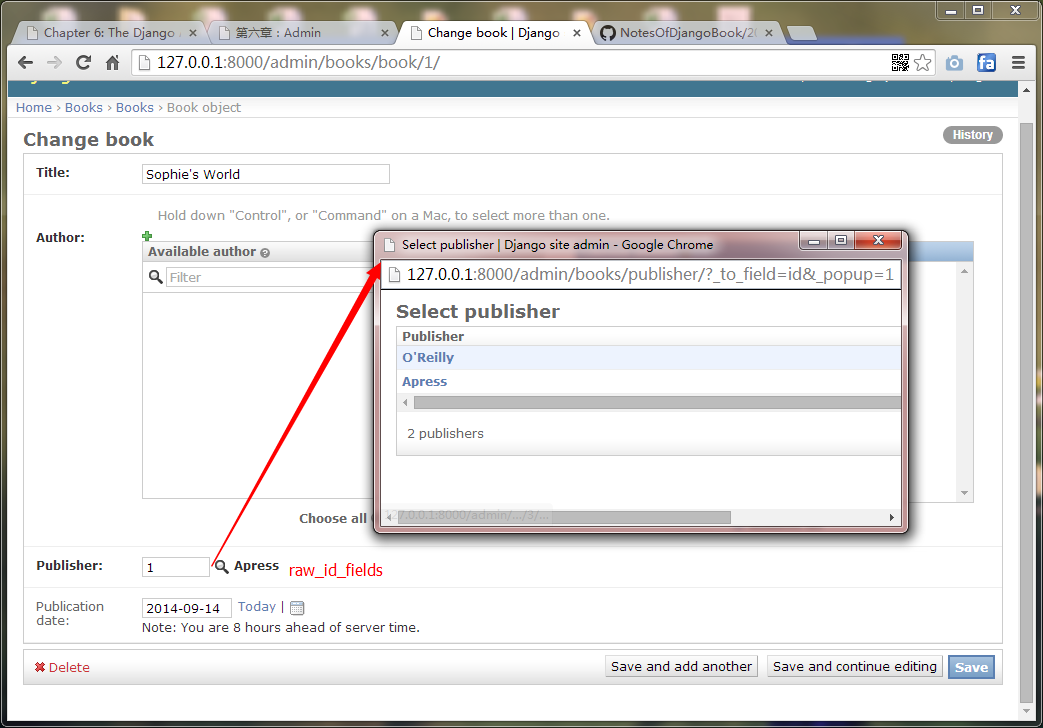 Chapter 6: The Django
第六章：Admin
Change book | Django
NotesOfDjangoBook/20
127.0.0.1:8000/admin/books/book/1/
Home › Books › Books › Book object
Change book
History
Title:
Sophie's World
Hold down "Control", or "Command" on a Mac, to select more than one.
Author:
Available author
Filter
Select publisher | Django site admin - Google Chrome
127.0.0.1:8000/admin/books/publisher/?_to_field=id&_popup=1
Select publisher
Publisher
O'Reilly
Apress
2 publishers
127.0.0.1:8000/admin/.../3/...
Choose all
Publisher:
1
Apress
raw_id_fields
Publication date:
2014-09-14
Today |
Note: You are 8 hours ahead of server time.
Delete
Save and add another
Save and continue editing
Save